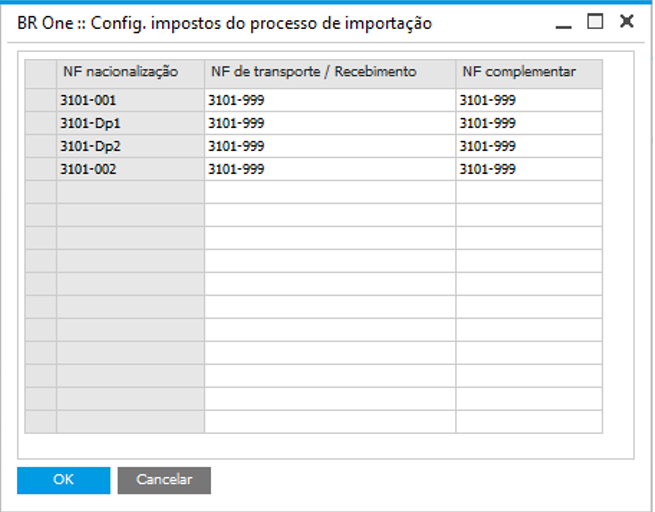 BR One :: Config. impostos do processo de importação
NF nacionalização NF de transporte / Recebimento NF complementar
3101-001 3101-999 3101-999
3101-Dp1 3101-999 3101-999
3101-Dp2 3101-999 3101-999
3101-002 3101-999 3101-999
OK Cancelar